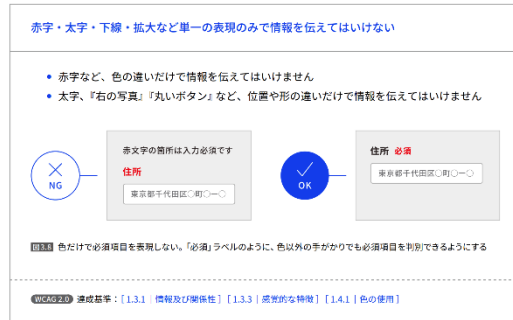 赤字・太字・下線・拡大など単一の表現のみで情報を伝えてはいけない
赤字など、色の違いだけで情報を伝えてはいけません
太字、『右の写真』『丸いボタン』など、位置や形の違いだけで情報を伝えてはいけません
NG
赤文字の箇所は入力必須です
住所
東京都千代田区○町○ー○
OK
住所 必須
東京都千代田区○町○ー○
図3.8 色だけで必須項目を表現しない。「必須」ラベルのように、色以外の手がかりでも必須項目を判別できるようにする
WCAG 2.0 達成基準：[ 1.3.1 | 情報及び関係性 ] [ 1.3.3 | 感覚的な特徴 ] [ 1.4.1 | 色の使用 ]